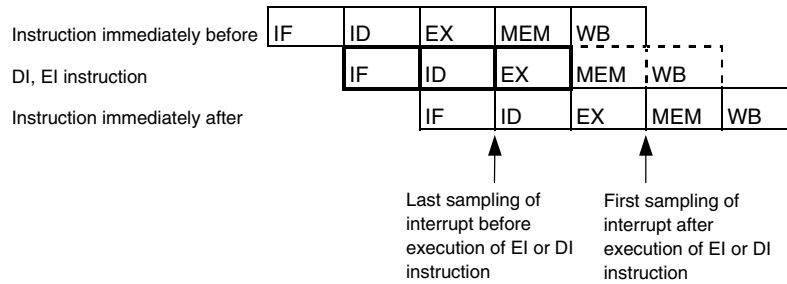 Instruction immediately before IF ID EX MEM WB
DI, EI instruction IF ID EX MEM WB
Instruction immediately after IF ID EX MEM WB
Last sampling of
interrupt before
execution of EI or DI
instruction
First sampling of
interrupt after
execution of EI or DI
instruction